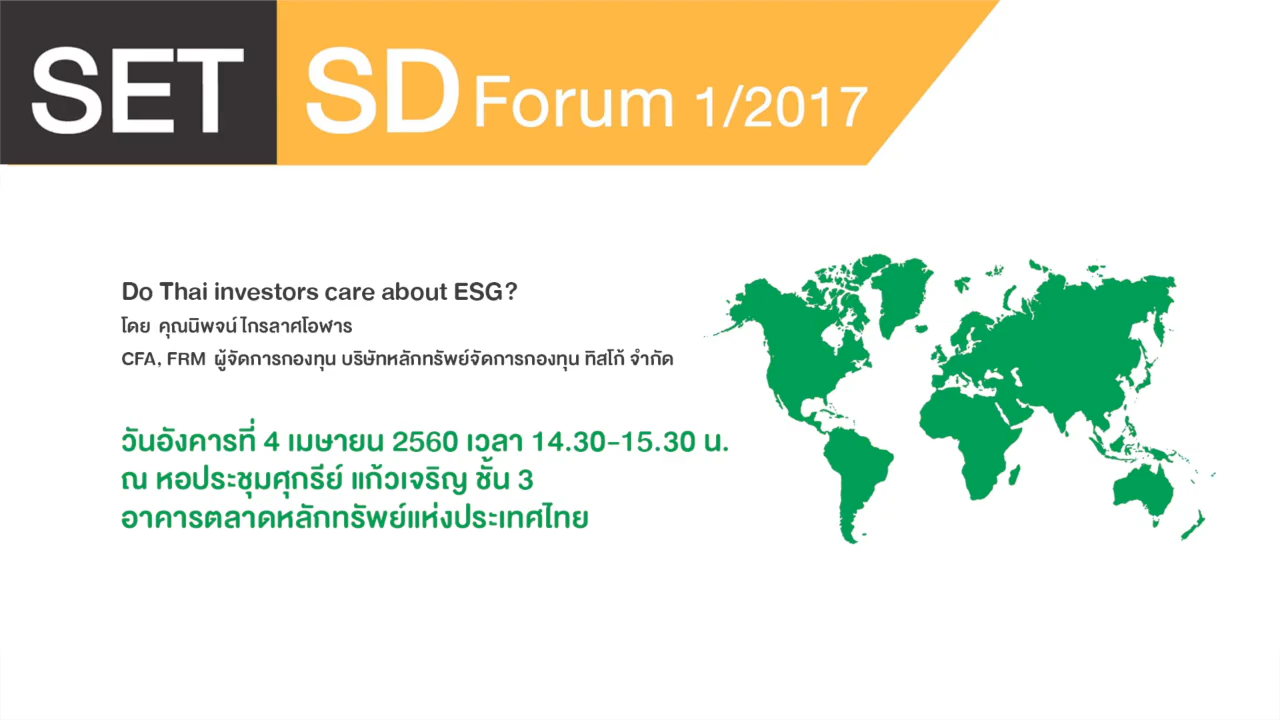 SET SD Forum 1/2017
Do Thai investors care about ESG?
โดย คุณนิพจน์ ไกรลาศโอฬาร
CFA, FRM ผู้จัดการกองทุน บริษัทหลักทรัพย์จัดการกองทุน ทิสโก้ จำกัด
วันอังคารที่ 4 เมษายน 2560 เวลา 14.30-15.30 น.
ณ หอประชุมศุกรีย์ แก้วเจริญ ชั้น 3
อาคารตลาดหลักทรัพย์แห่งประเทศไทย